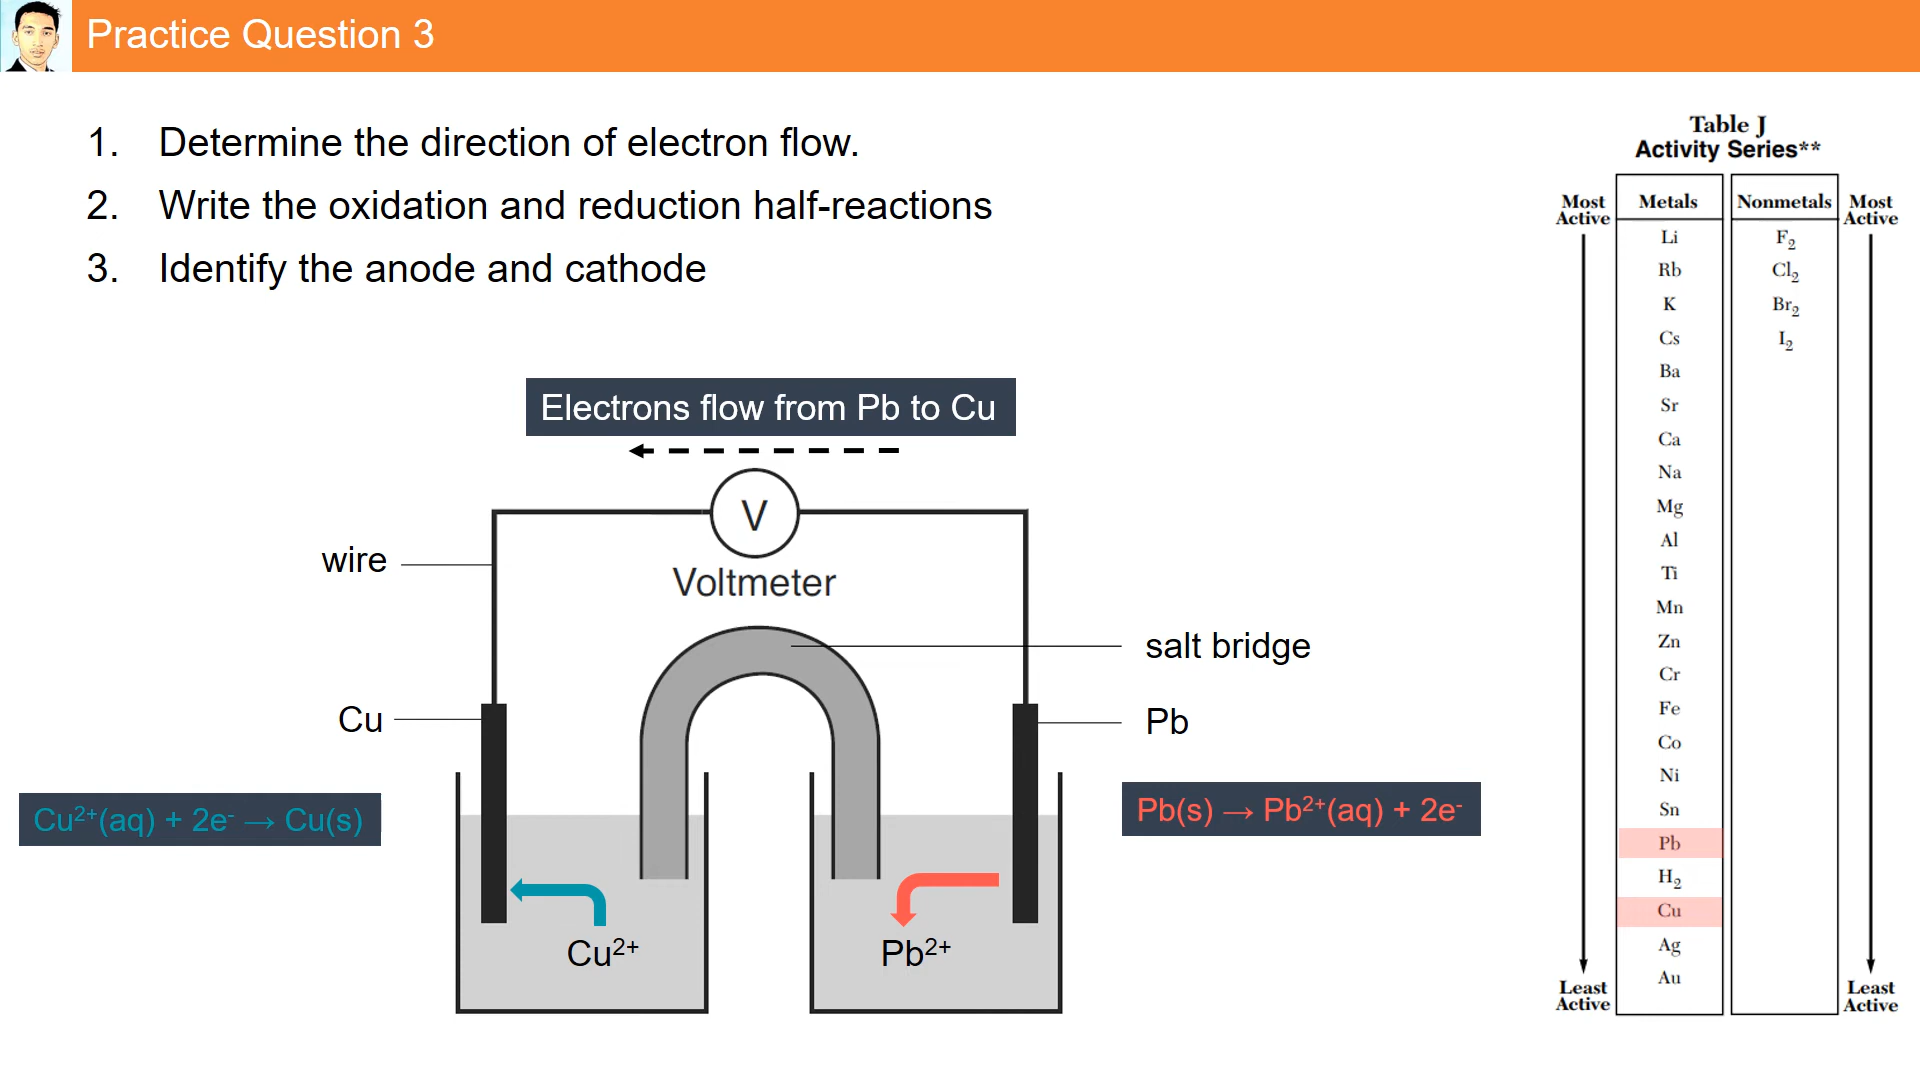 Practice Question 3
1. Determine the direction of electron flow.
2. Write the oxidation and reduction half-reactions
3. Identify the anode and cathode
Electrons flow from Pb to Cu
V
Voltmeter
wire
salt bridge
Cu
Pb
Cu²⁺(aq) + 2e⁻ → Cu(s)
Pb(s) → Pb²⁺(aq) + 2e⁻
Cu²⁺
Pb²⁺
Table J
Activity Series**
Most Active
Metals
Nonmetals
Most Active
Li
F₂
Rb
Cl₂
K
Br₂
Cs
I₂
Ba
Sr
Ca
Na
Mg
Al
Ti
Mn
Zn
Cr
Fe
Co
Ni
Sn
Pb
H₂
Cu
Ag
Au
Least Active
Least Active